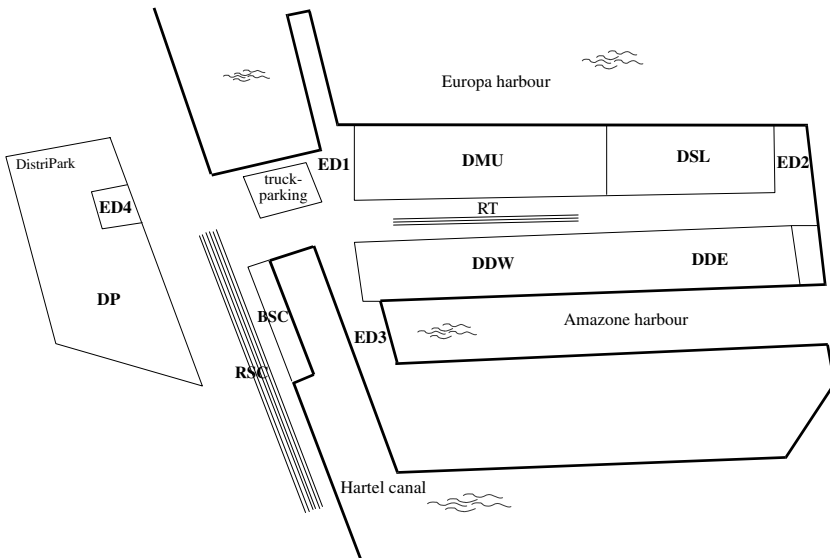 Europa harbour
DistriPark
ED1
DMU
DSL
ED2
truck-
parking
ED4
RT
DDW
DDE
DP
BSC
Amazone harbour
ED3
RSC
Hartel canal